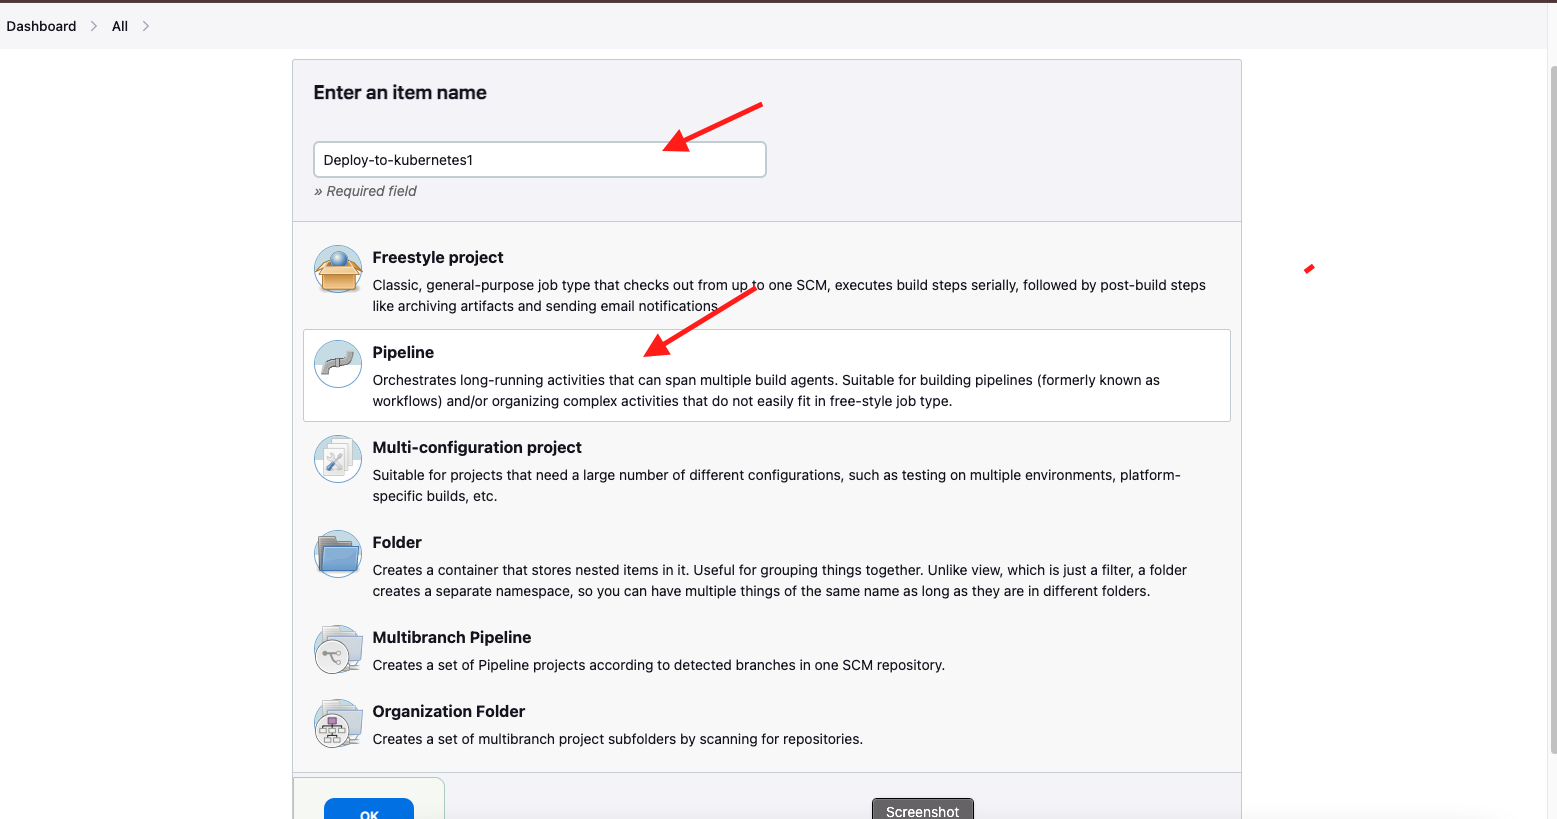 Dashboard > All >
Enter an item name
Deploy-to-kubernetes1
» Required field
Freestyle project
Classic, general-purpose job type that checks out from up to one SCM, executes build steps serially, followed by post-build steps
like archiving artifacts and sending email notifications.
Pipeline
Orchestrates long-running activities that can span multiple build agents. Suitable for building pipelines (formerly known as
workflows) and/or organizing complex activities that do not easily fit in free-style job type.
Multi-configuration project
Suitable for projects that need a large number of different configurations, such as testing on multiple environments, platform-
specific builds, etc.
Folder
Creates a container that stores nested items in it. Useful for grouping things together. Unlike view, which is just a filter, a folder
creates a separate namespace, so you can have multiple things of the same name as long as they are in different folders.
Multibranch Pipeline
Creates a set of Pipeline projects according to detected branches in one SCM repository.
Organization Folder
Creates a set of multibranch project subfolders by scanning for repositories.
OK
Screenshot